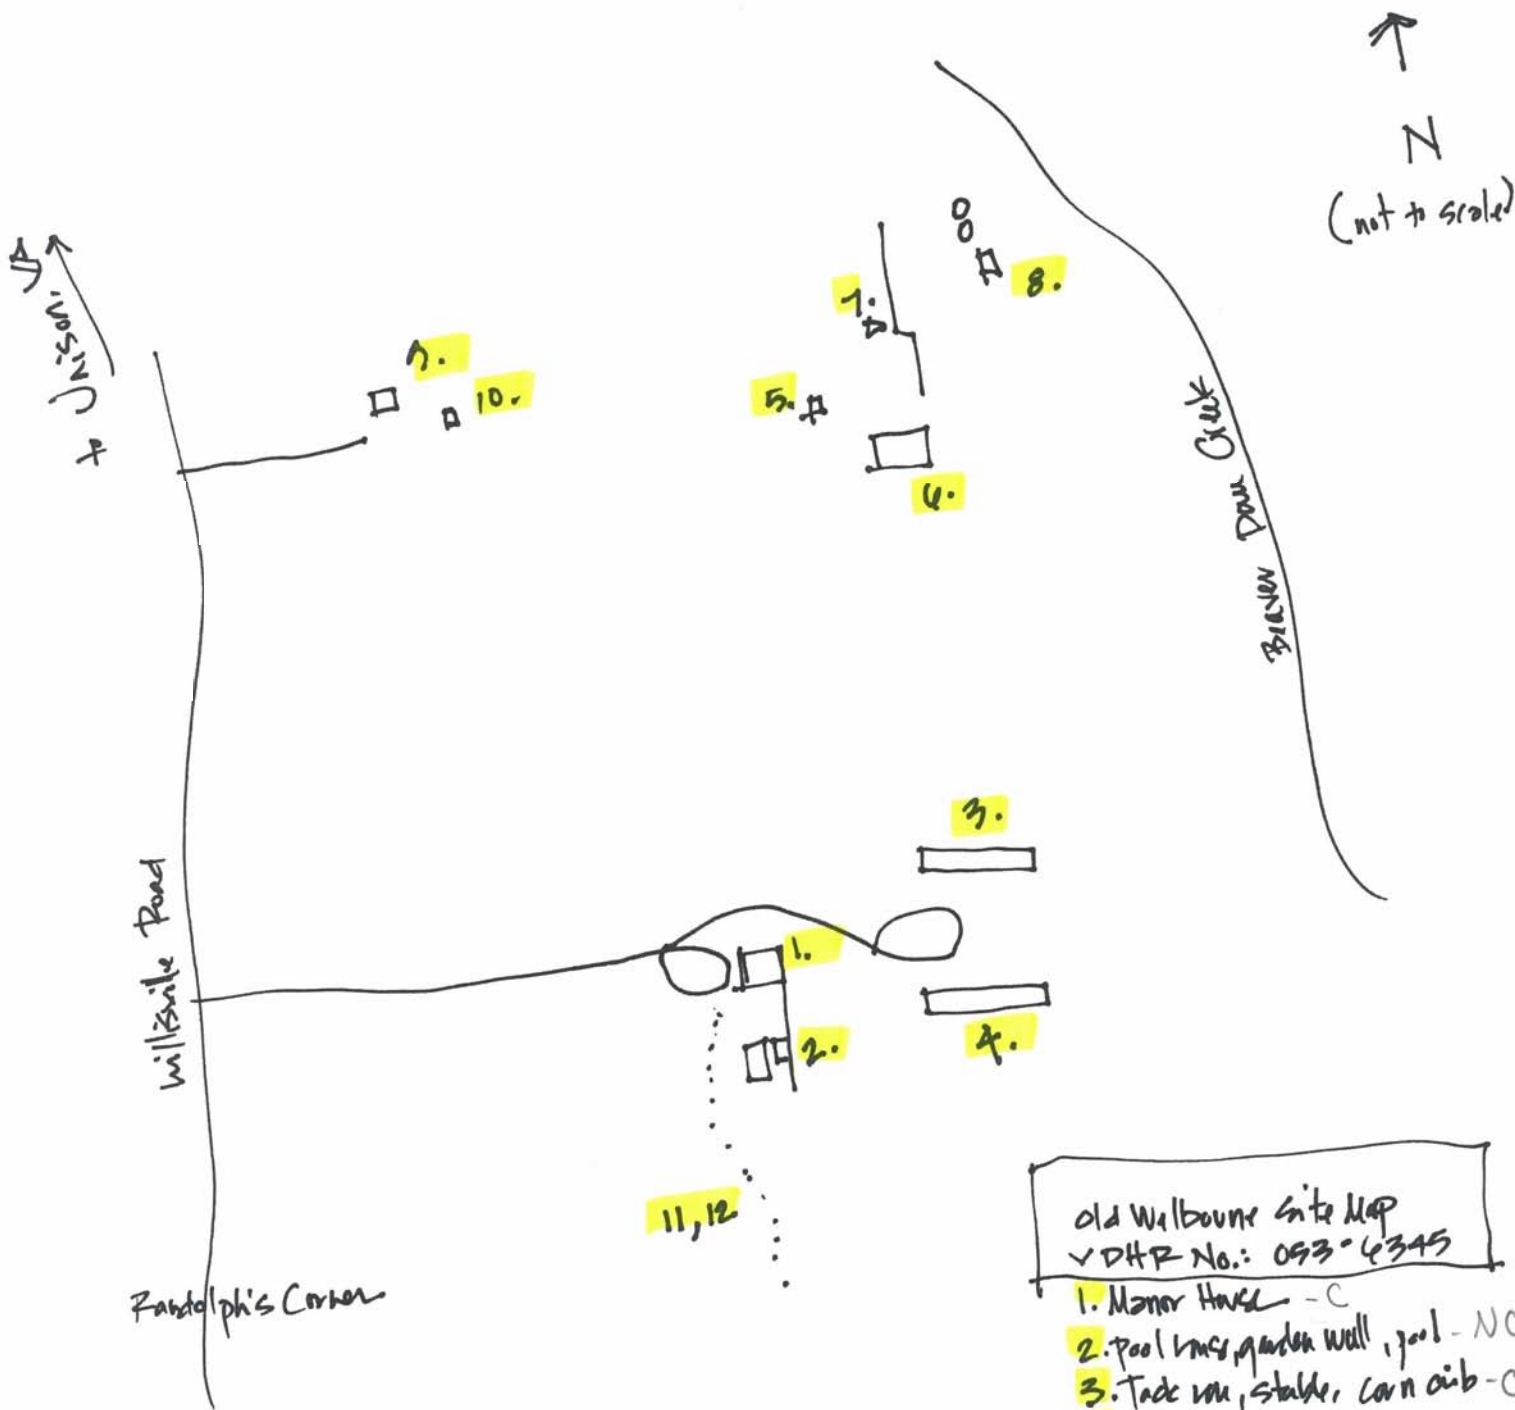 N
(not to scale)
to Unison, VA
7.
8.
9.
10.
5.
6.
Beaver Dam Creek
3.
Willisville Road
1.
2.
4.
11, 12
Randolph's Corner
Old Welbourne Site Map
VDHR No.: 053-6345
1. Manor House - C
2. Pool house, garden wall, pool - NC
3. Tack room, stable, corn crib - C